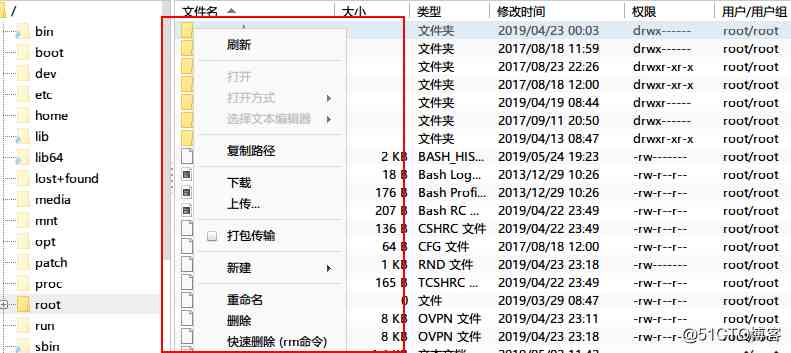 /
bin
boot
dev
etc
home
lib
lib64
lost+found
media
mnt
opt
patch
proc
root
run
sbin
文件名 大小 类型 修改时间 权限 用户/用户组
文件夹 2019/04/23 00:03 drwx------ root/root
文件夹 2017/08/18 11:59 drwx------ root/root
文件夹 2017/08/23 22:26 drwxr-xr-x root/root
文件夹 2017/08/18 12:00 drwx------ root/root
文件夹 2019/04/19 08:44 drwxr-xr-x root/root
文件夹 2017/09/11 20:50 drwx------ root/root
文件夹 2019/04/13 08:47 drwxr-xr-x root/root
2 KB BASH_HIS... 2019/05/24 19:23 -rw------- root/root
18 B Bash Log... 2013/12/29 10:26 -rw-r--r-- root/root
176 B Bash Profi... 2013/12/29 10:26 -rw-r--r-- root/root
207 B Bash RC ... 2019/04/22 23:49 -rw-r--r-- root/root
136 B CSHRC 文件 2019/04/22 23:49 -rw-r--r-- root/root
64 B CFG 文件 2017/08/18 12:00 -rw-r--r-- root/root
1 KB RND 文件 2019/04/23 23:18 -rw------- root/root
165 B TCSHRC ... 2019/04/22 23:49 -rw-r--r-- root/root
0 文件 2019/03/29 08:47 -rw-r--r-- root/root
8 KB OVPN 文件 2019/04/23 23:11 -rw-r--r-- root/root
8 KB OVPN 文件 2019/04/23 23:18 -rw-r--r-- root/root
刷新
打开
打开方式
选择文本编辑器
复制路径
下载
上传...
打包传输
新建
重命名
删除
快速删除 (rm命令)
@51CTO博客